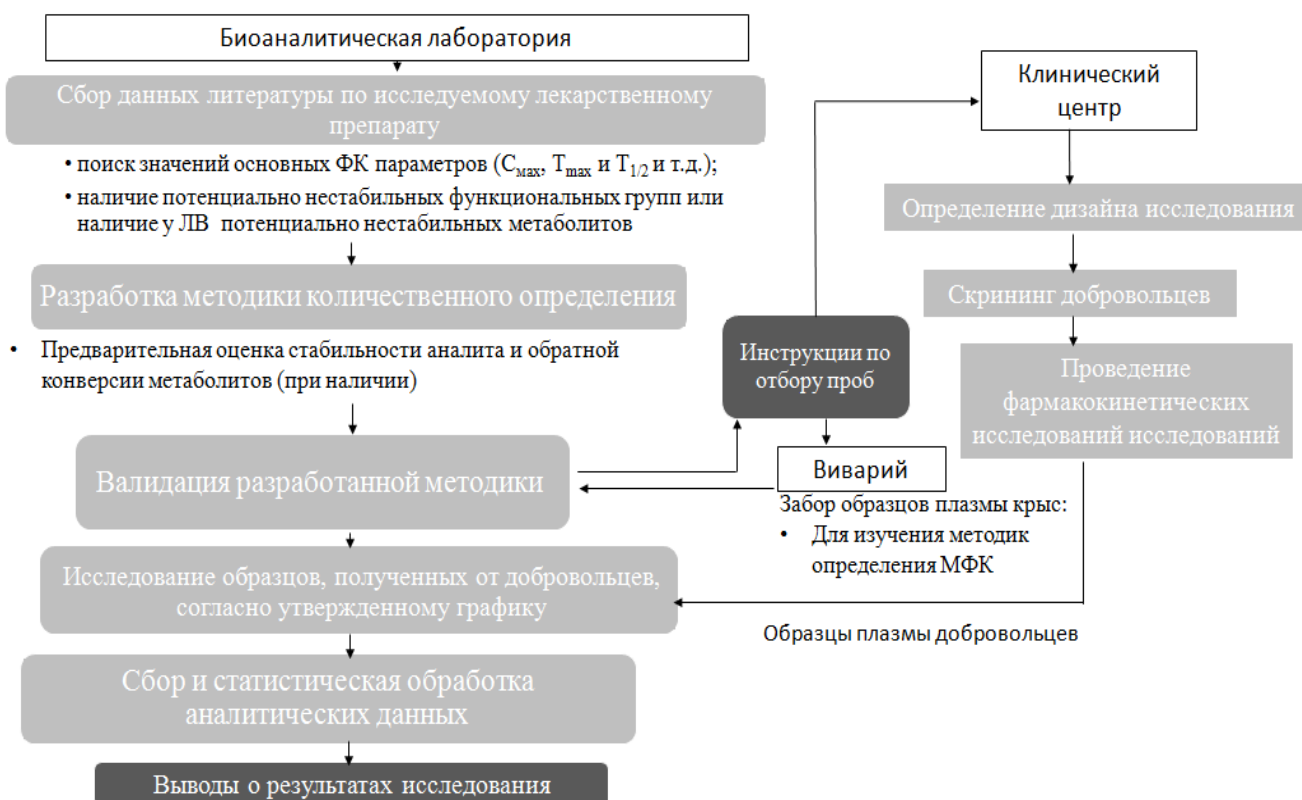 Биоаналитическая лаборатория
Сбор данных литературы по исследуемому лекарственному
препарату
• поиск значений основных ФК параметров (Cмах, Tmax и T1/2 и т.д.);
• наличие потенциально нестабильных функциональных групп или
наличие у ЛВ потенциально нестабильных метаболитов
Разработка методики количественного определения
• Предварительная оценка стабильности аналита и обратной
конверсии метаболитов (при наличии)
Валидация разработанной методики
Исследование образцов, полученных от добровольцев,
согласно утвержденному графику
Сбор и статистическая обработка
аналитических данных
Выводы о результатах исследования
Инструкции по
отбору проб
Виварий
Забор образцов плазмы крыс:
• Для изучения методик
определения МФК
Клинический
центр
Определение дизайна исследования
Скрининг добровольцев
Проведение
фармакокинетических
исследований исследований
Образцы плазмы добровольцев